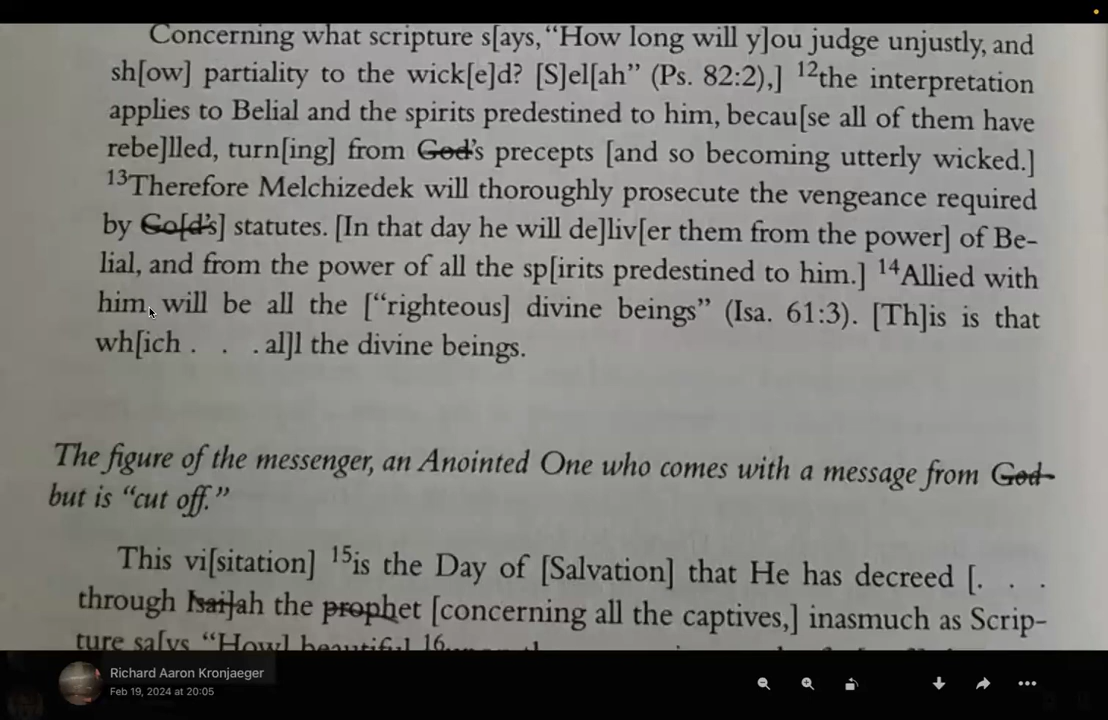 Concerning what scripture s[ays, “How long will y]ou judge unjustly, and
sh[ow] partiality to the wick[e]d? [S]el[ah” (Ps. 82:2),] 12the interpretation
applies to Belial and the spirits predestined to him, becau[se all of them have
rebe]lled, turn[ing] from God’s precepts [and so becoming utterly wicked.]
13Therefore Melchizedek will thoroughly prosecute the vengeance required
by Go[d’s] statutes. [In that day he will de]liv[er them from the power] of Be-
lial, and from the power of all the sp[irits predestined to him.] 14Allied with
him will be all the [“righteous] divine beings” (Isa. 61:3). [Th]is is that
wh[ich . . . al]l the divine beings.
The figure of the messenger, an Anointed One who comes with a message from God
but is “cut off.”
This vi[sitation] 15is the Day of [Salvation] that He has decreed [. . .
through Isai]ah the prophet [concerning all the captives,] inasmuch as Scrip-
ture sa[ys “How] beautiful 16
Richard Aaron Kronjaeger
Feb 19, 2024 at 20:05